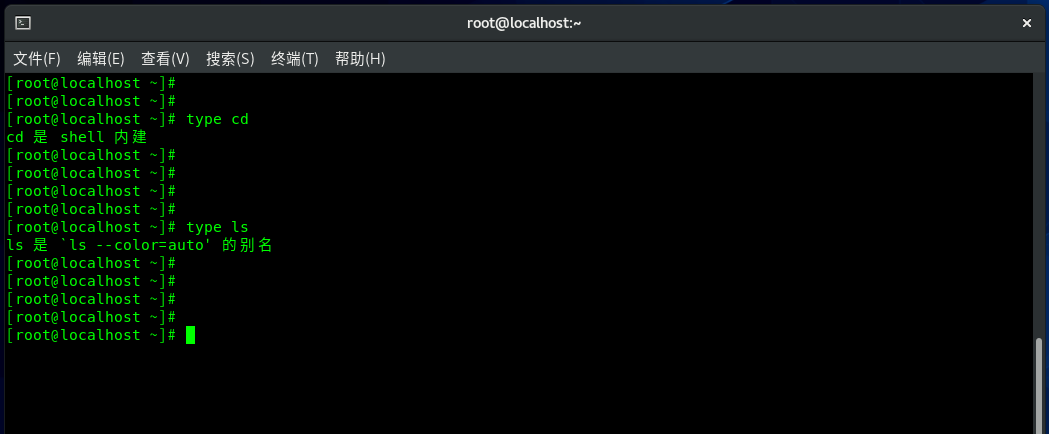 root@localhost:~
文件(F) 编辑(E) 查看(V) 搜索(S) 终端(T) 帮助(H)
[root@localhost ~]#
[root@localhost ~]#
[root@localhost ~]# type cd
cd 是 shell 内建
[root@localhost ~]#
[root@localhost ~]#
[root@localhost ~]#
[root@localhost ~]#
[root@localhost ~]# type ls
ls 是 `ls --color=auto' 的别名
[root@localhost ~]#
[root@localhost ~]#
[root@localhost ~]#
[root@localhost ~]#
[root@localhost ~]#